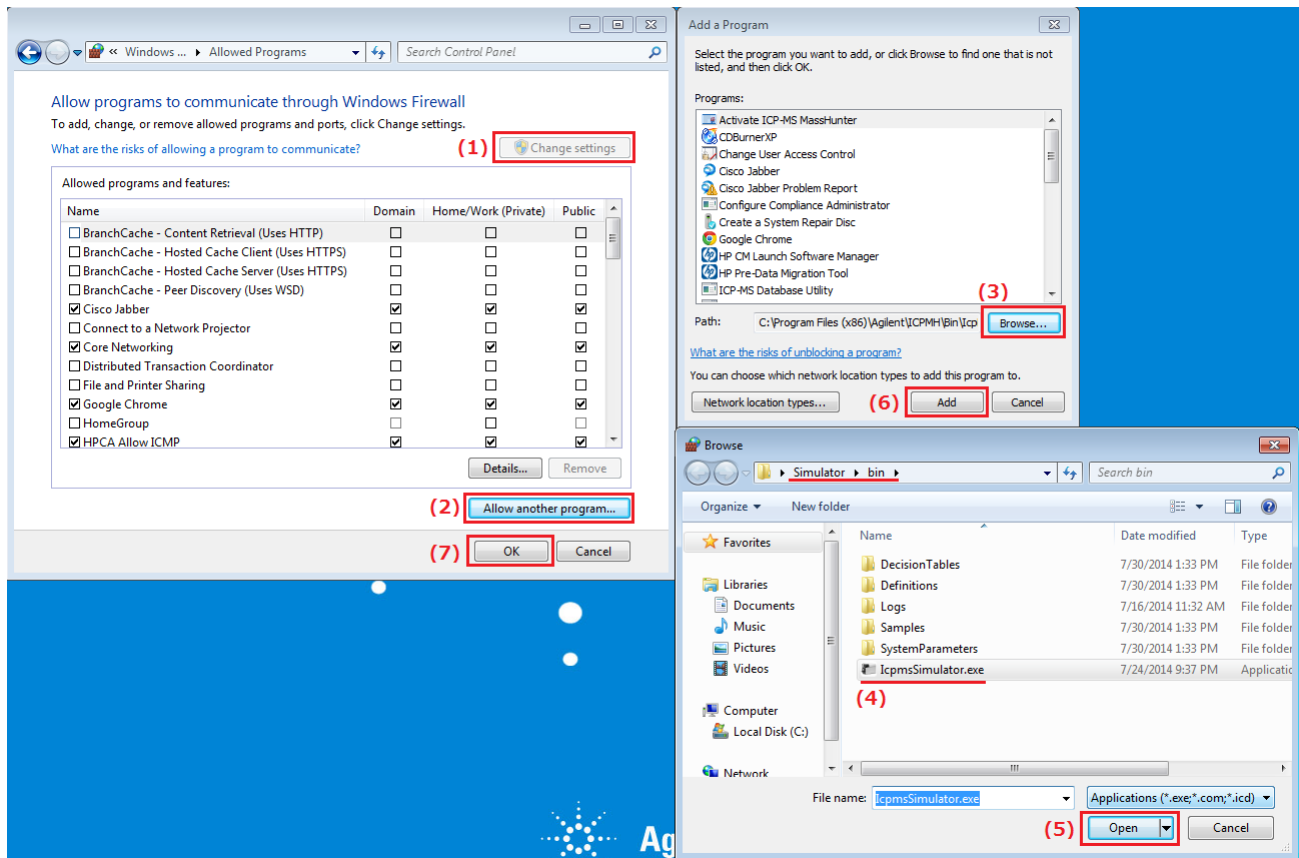 Windows ... Allowed Programs
Search Control Panel
Allow programs to communicate through Windows Firewall
To add, change, or remove allowed programs and ports, click Change settings.
What are the risks of allowing a program to communicate?
(1)
Change settings
Allowed programs and features:
Name Domain Home/Work (Private) Public
BranchCache - Content Retrieval (Uses HTTP)
BranchCache - Hosted Cache Client (Uses HTTPS)
BranchCache - Hosted Cache Server (Uses HTTPS)
BranchCache - Peer Discovery (Uses WSD)
Cisco Jabber
Connect to a Network Projector
Core Networking
Distributed Transaction Coordinator
File and Printer Sharing
Google Chrome
HomeGroup
HPCA Allow ICMP
Details... Remove
(2) Allow another program...
(7) OK Cancel
Add a Program
Select the program you want to add, or click Browse to find one that is not
listed, and then click OK.
Programs:
Activate ICP-MS MassHunter
CDBurnerXP
Change User Access Control
Cisco Jabber
Cisco Jabber Problem Report
Configure Compliance Administrator
Create a System Repair Disc
Google Chrome
HP CM Launch Software Manager
HP Pre-Data Migration Tool
ICP-MS Database Utility
(3)
Path: C:\Program Files (x86)\Agilent\ICPMH\Bin\Icp Browse...
What are the risks of unblocking a program?
You can choose which network location types to add this program to.
Network location types... (6) Add Cancel
Browse
Simulator bin
Search bin
Organize New folder
Favorites
Libraries
Documents
Music
Pictures
Videos
Computer
Local Disk (C:)
Network
Name Date modified Type
DecisionTables 7/30/2014 1:33 PM File folder
Definitions 7/30/2014 1:33 PM File folder
Logs 7/16/2014 11:32 AM File folder
Samples 7/30/2014 1:33 PM File folder
SystemParameters 7/30/2014 1:33 PM File folder
IcpmsSimulator.exe 7/24/2014 9:37 PM Applicatic
(4)
File name: IcpmsSimulator.exe Applications (*.exe;*.com;*.icd)
(5) Open Cancel
Ag